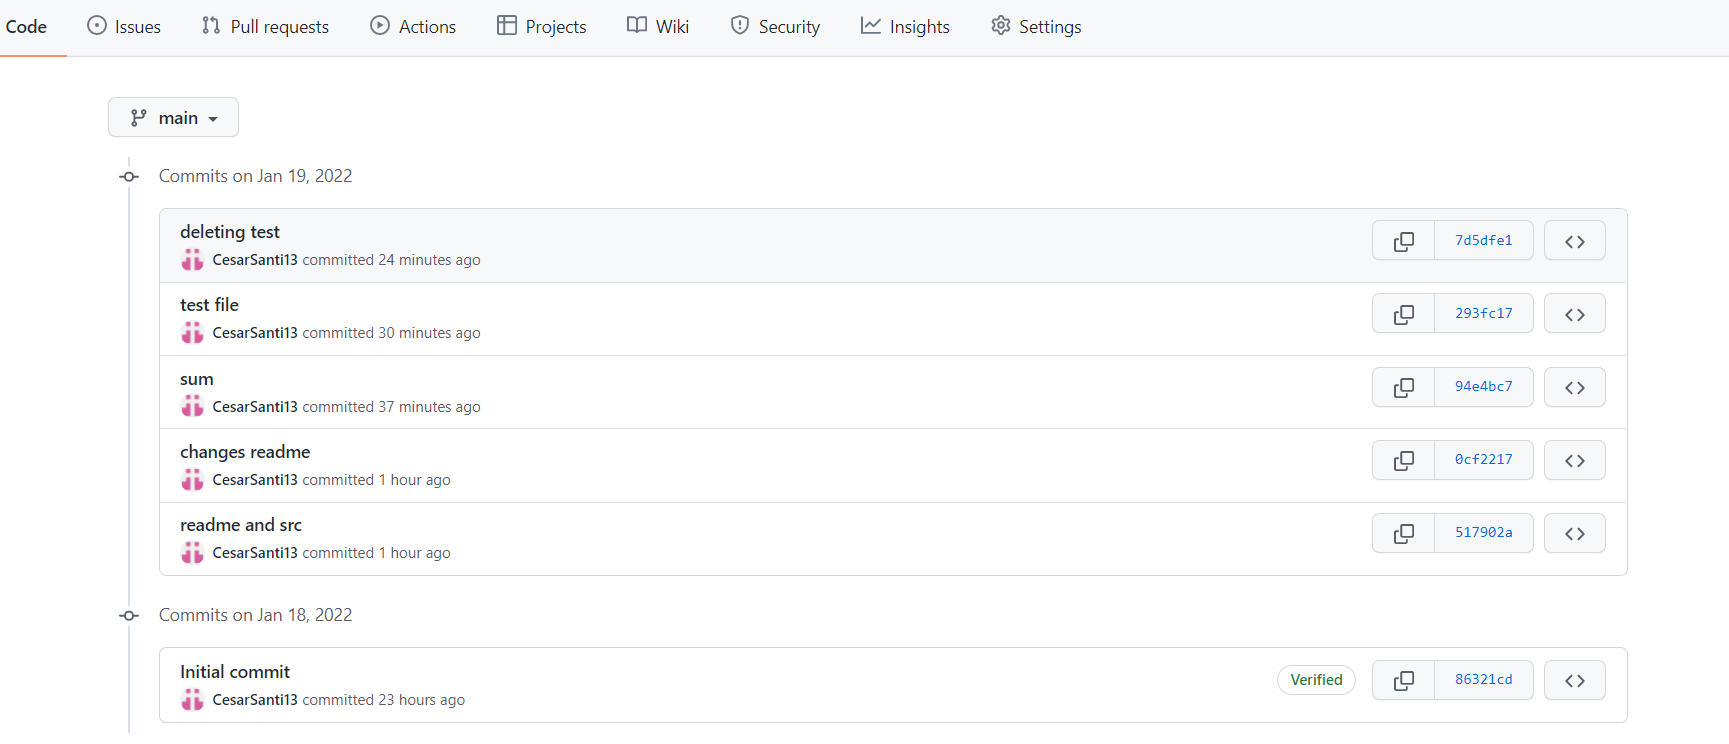 Code Issues Pull requests Actions Projects Wiki Security Insights Settings
main
Commits on Jan 19, 2022
deleting test
CesarSanti13 committed 24 minutes ago
7d5dfe1
test file
CesarSanti13 committed 30 minutes ago
293fc17
sum
CesarSanti13 committed 37 minutes ago
94e4bc7
changes readme
CesarSanti13 committed 1 hour ago
0cf2217
readme and src
CesarSanti13 committed 1 hour ago
517902a
Commits on Jan 18, 2022
Initial commit
CesarSanti13 committed 23 hours ago
Verified
86321cd